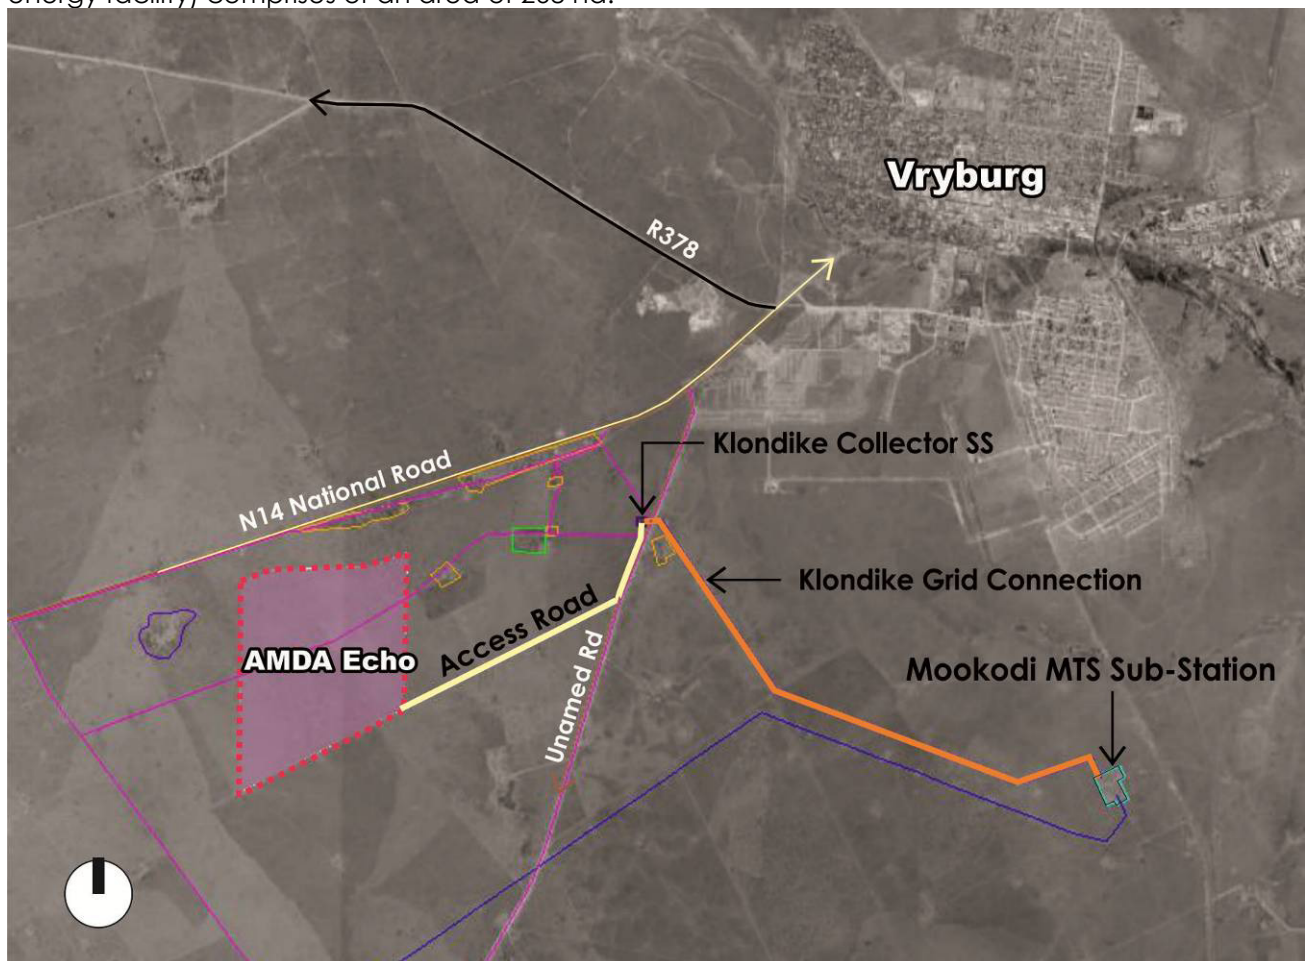 energy facility) comprises of an area of 200 ha.
Vryburg
R378
Klondike Collector SS
N14 National Road
Klondike Grid Connection
Access Road
AMDA Echo
Mookodi MTS Sub-Station
Unamed Rd